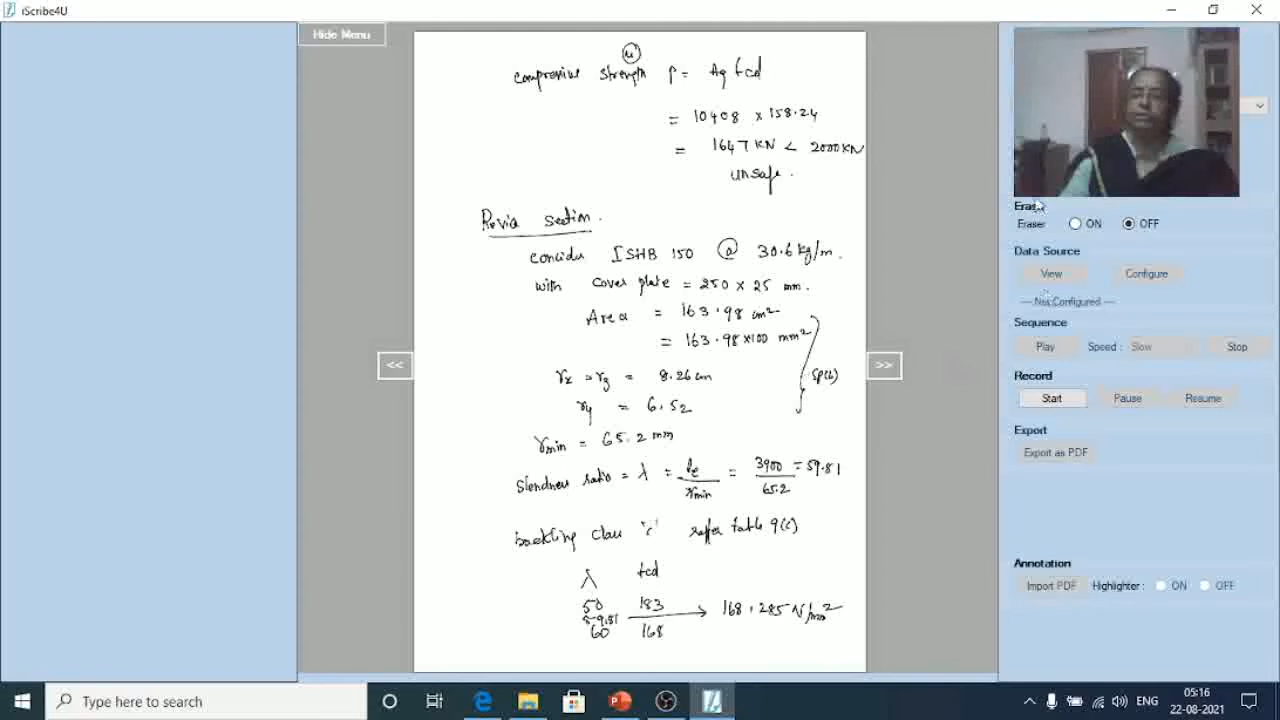 iScribe4U
Hide Menu
(4)
compressive strength P = Ag fcd
= 10408 × 158.24
= 1647 KN < 2000KN
unsafe.
Revise section.
consider ISHB 150 @ 30.6 kg/m.
with cover plate = 250 × 25 mm.
Area = 163.98 cm²
= 163.98×100 mm²
rx = rz = 8.26 cm
ry = 6.52
SP(6)
rmin = 65.2 mm
Slenderness ratio = λ = le/rmin = 3900/65.2 = 59.81
buckling class 'c' reffer table 9(c)
λ fcd
50 183
59.81 → 168.285 N/mm²
60 168
<<
>>
Eraser
Eraser ON OFF
Data Source
View Configure
--- Not Configured ---
Sequence
Play Speed : Slow Stop
Record
Start Pause Resume
Export
Export as PDF
Annotation
Import PDF Highlighter : ON OFF
Type here to search
ENG
05:16
22-08-2021